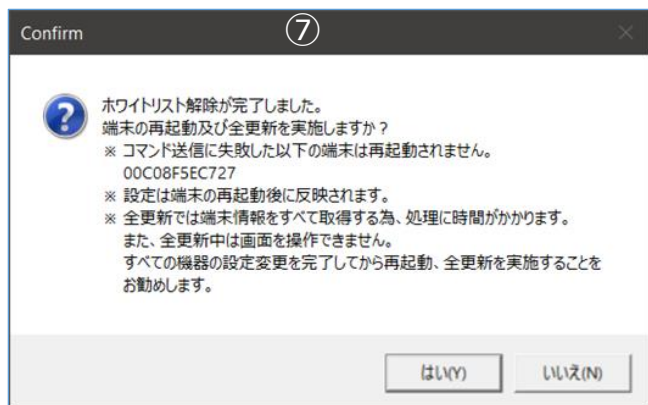 Confirm
⑦
ホワイトリスト解除が完了しました。
端末の再起動及び全更新を実施しますか？
※ コマンド送信に失敗した以下の端末は再起動されません。
00C08F5EC727
※ 設定は端末の再起動後に反映されます。
※ 全更新では端末情報をすべて取得する為、処理に時間がかかります。
また、全更新中は画面を操作できません。
すべての機器の設定変更を完了してから再起動、全更新を実施することを
お勧めします。
はい(Y)
いいえ(N)